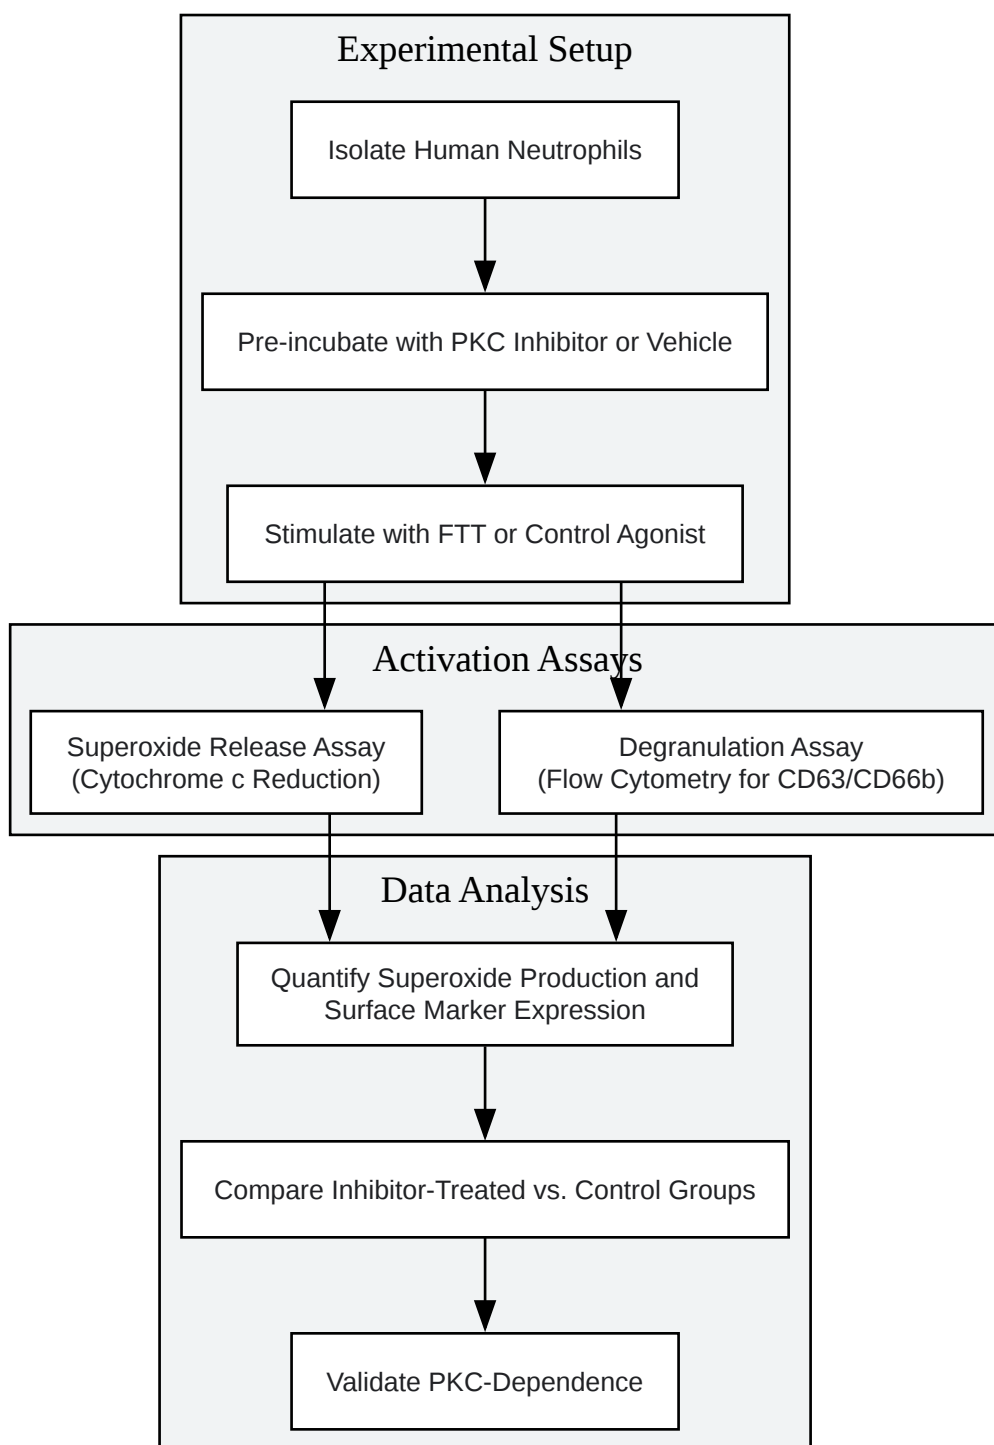 Experimental Setup
Isolate Human Neutrophils
Pre-incubate with PKC Inhibitor or Vehicle
Stimulate with FTT or Control Agonist
Activation Assays
Superoxide Release Assay
(Cytochrome c Reduction)
Degranulation Assay
(Flow Cytometry for CD63/CD66b)
Data Analysis
Quantify Superoxide Production and
Surface Marker Expression
Compare Inhibitor-Treated vs. Control Groups
Validate PKC-Dependence